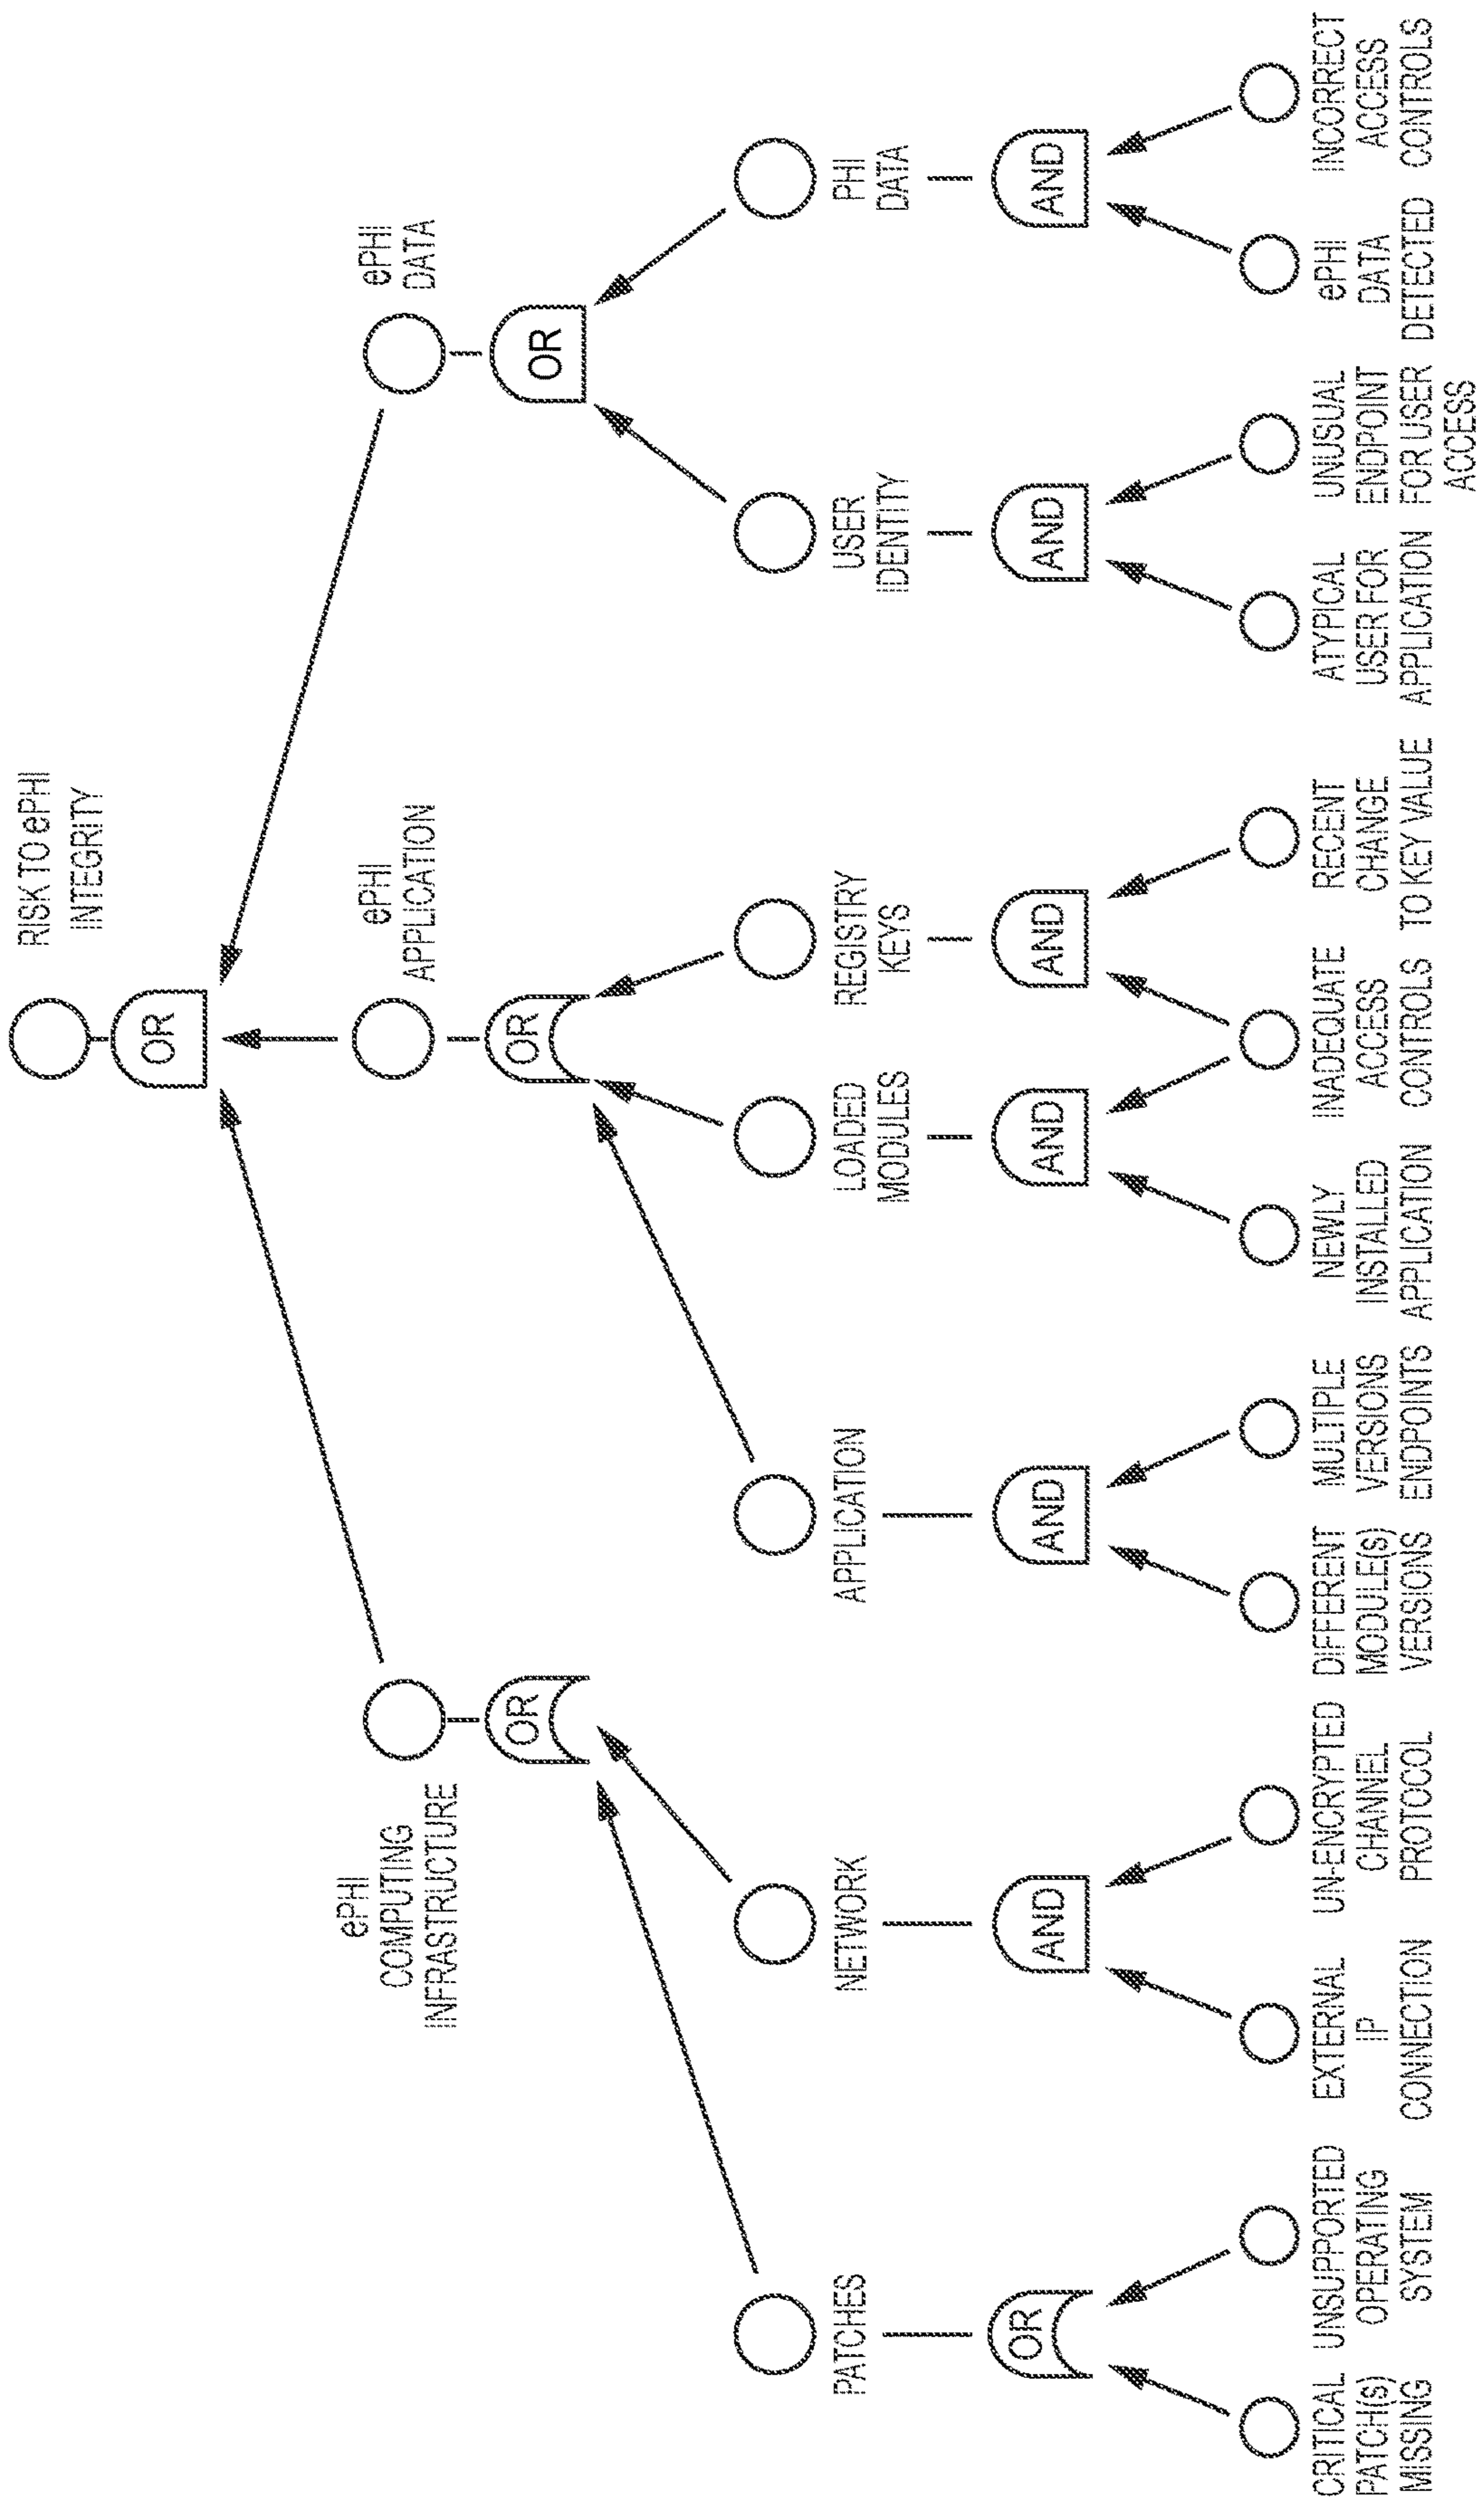 RISK TO ePHI
INTEGRITY
OR
ePHI
COMPUTING
INFRASTRUCTURE
OR
ePHI
APPLICATION
OR
ePHI
DATA
OR
PATCHES
OR
NETWORK
AND
APPLICATION
AND
LOADED
MODULES
AND
REGISTRY
KEYS
AND
USER
IDENTITY
AND
PHI
DATA
AND
CRITICAL
PATCH(s)
MISSING
UNSUPPORTED
OPERATING
SYSTEM
EXTERNAL
IP
CONNECTION
UN-ENCRYPTED
CHANNEL
PROTOCOL
DIFFERENT
MODULE(s)
VERSIONS
MULTIPLE
VERSIONS
ENDPOINTS
NEWLY
INSTALLED
APPLICATION
INADEQUATE
ACCESS
CONTROLS
RECENT
CHANGE
TO KEY VALUE
ATYPICAL
USER FOR
APPLICATION
UNUSUAL
ENDPOINT
FOR USER
ACCESS
ePHI
DATA
DETECTED
INCORRECT
ACCESS
CONTROLS